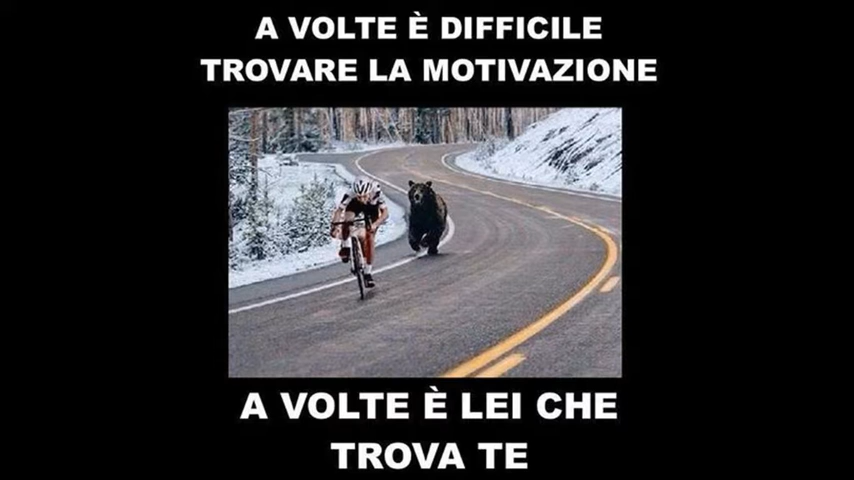 A VOLTE È DIFFICILE
TROVARE LA MOTIVAZIONE
A VOLTE È LEI CHE
TROVA TE